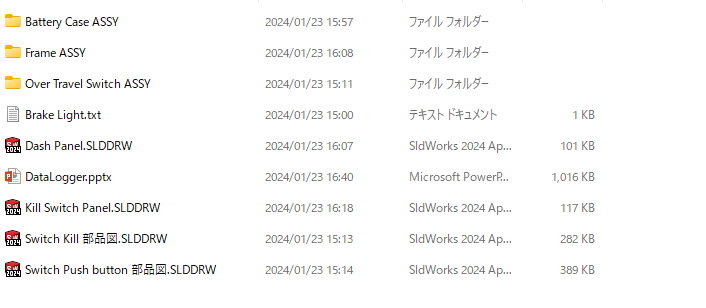 Battery Case ASSY 2024/01/23 15:57 ファイル フォルダー
Frame ASSY 2024/01/23 16:08 ファイル フォルダー
Over Travel Switch ASSY 2024/01/23 15:11 ファイル フォルダー
Brake Light.txt 2024/01/23 15:00 テキスト ドキュメント 1 KB
Dash Panel.SLDDRW 2024/01/23 16:07 SldWorks 2024 Ap... 101 KB
DataLogger.pptx 2024/01/23 16:40 Microsoft PowerP... 1,016 KB
Kill Switch Panel.SLDDRW 2024/01/23 16:18 SldWorks 2024 Ap... 117 KB
Switch Kill 部品図.SLDDRW 2024/01/23 15:13 SldWorks 2024 Ap... 282 KB
Switch Push button 部品図.SLDDRW 2024/01/23 15:14 SldWorks 2024 Ap... 389 KB